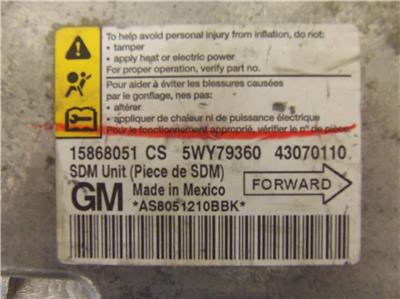 To help avoid personal injury from inflation, do not:
• tamper
• apply heat or electric power
For proper operation, verify part no.
Pour aider à éviter les blessures causées
par le gonflage, ne pas:
• altérer
• appliquer de chaleur ni de puissance électrique
Pour le fonctionnement approprié, vérifier le n° de pièce.
15868051 CS 5WY79360 43070110
SDM Unit (Piece de SDM)
GM Made in Mexico
FORWARD
*AS8051210BBK*